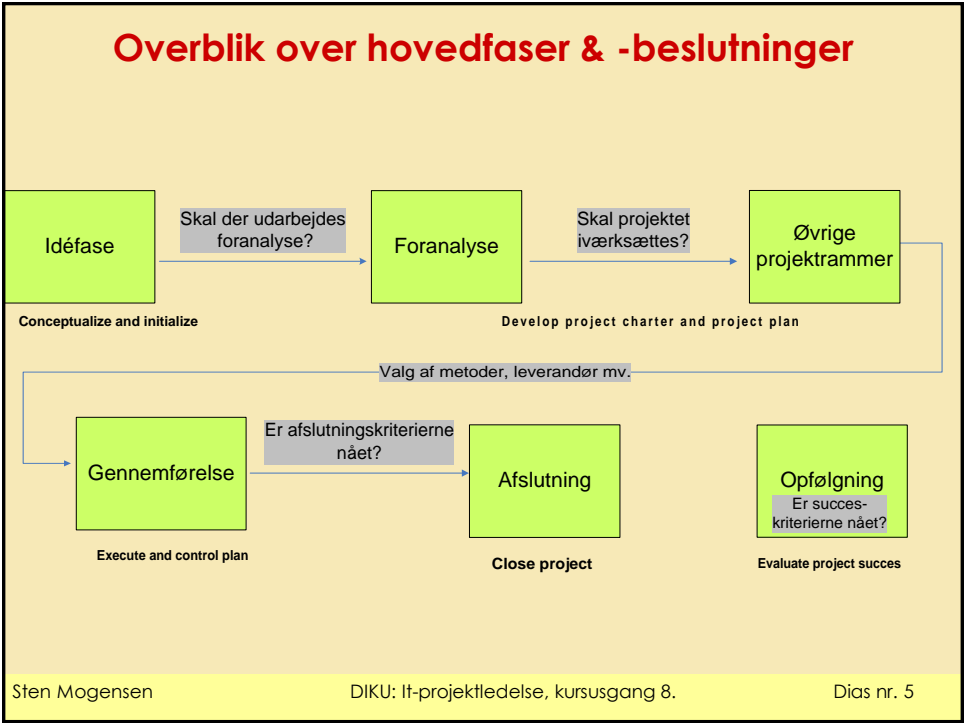 Overblik over hovedfaser & -beslutninger
Idéfase
Skal der udarbejdes
foranalyse?
Foranalyse
Skal projektet
iværksættes?
Øvrige
projektrammer
Conceptualize and initialize
Develop project charter and project plan
Valg af metoder, leverandør mv.
Gennemførelse
Er afslutningskriterierne
nået?
Afslutning
Opfølgning
Er succes-
kriterierne nået?
Execute and control plan
Close project
Evaluate project succes
Sten Mogensen
DIKU: It-projektledelse, kursusgang 8.
Dias nr. 5